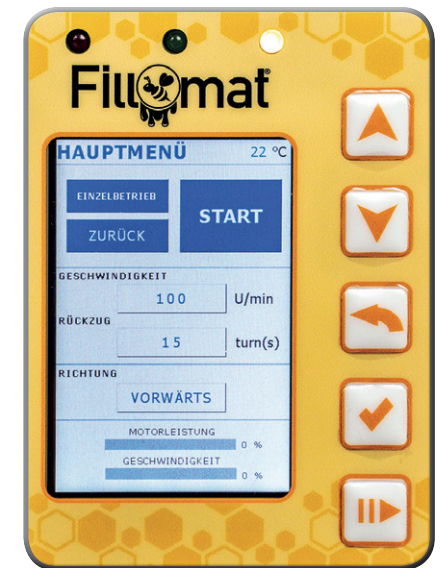 Fillomat
HAUPTMENÜ 22 °C
EINZELBETRIEB
START
ZURÜCK
GESCHWINDIGKEIT
100 U/min
RÜCKZUG
15 turn(s)
RICHTUNG
VORWÄRTS
MOTORLEISTUNG
0 %
GESCHWINDIGKEIT
0 %